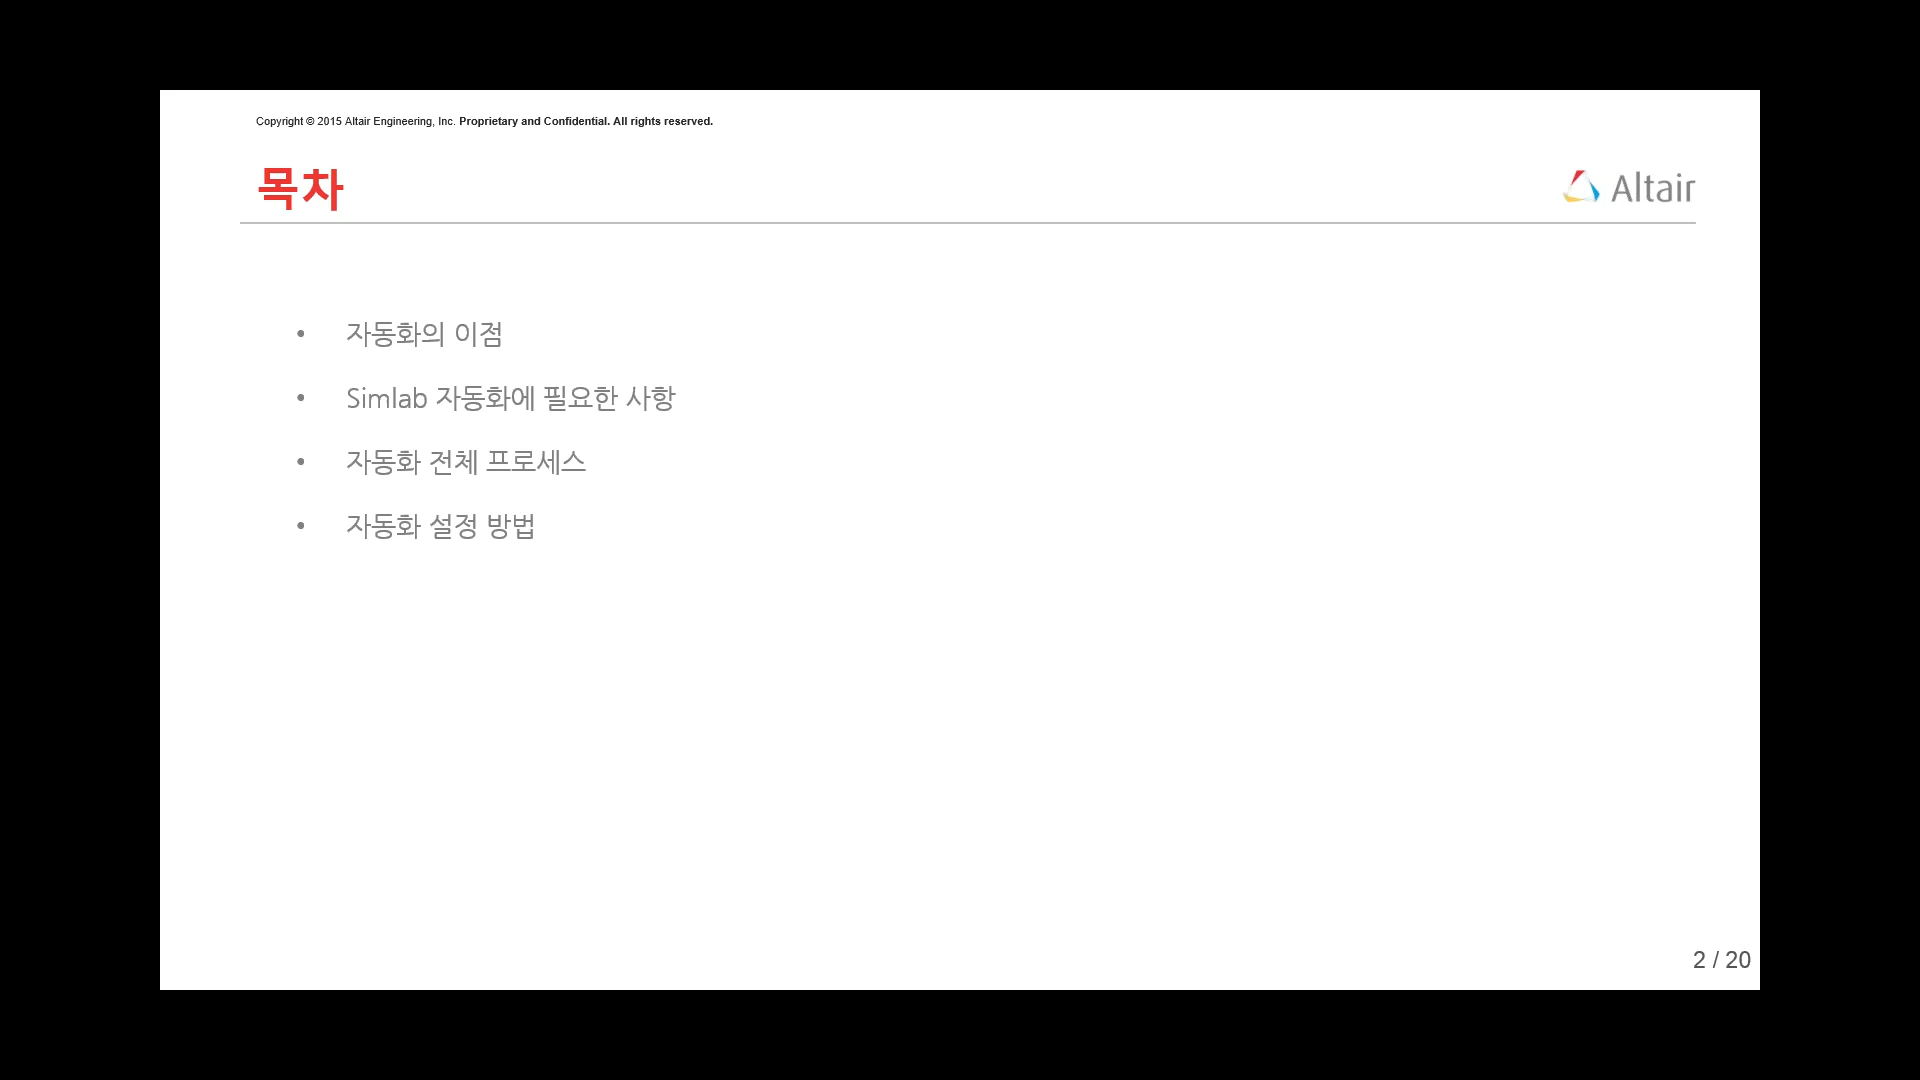 Copyright © 2015 Altair Engineering, Inc. Proprietary and Confidential. All rights reserved.
목차
Altair
• 자동화의 이점
• Simlab 자동화에 필요한 사항
• 자동화 전체 프로세스
• 자동화 설정 방법
2 / 20